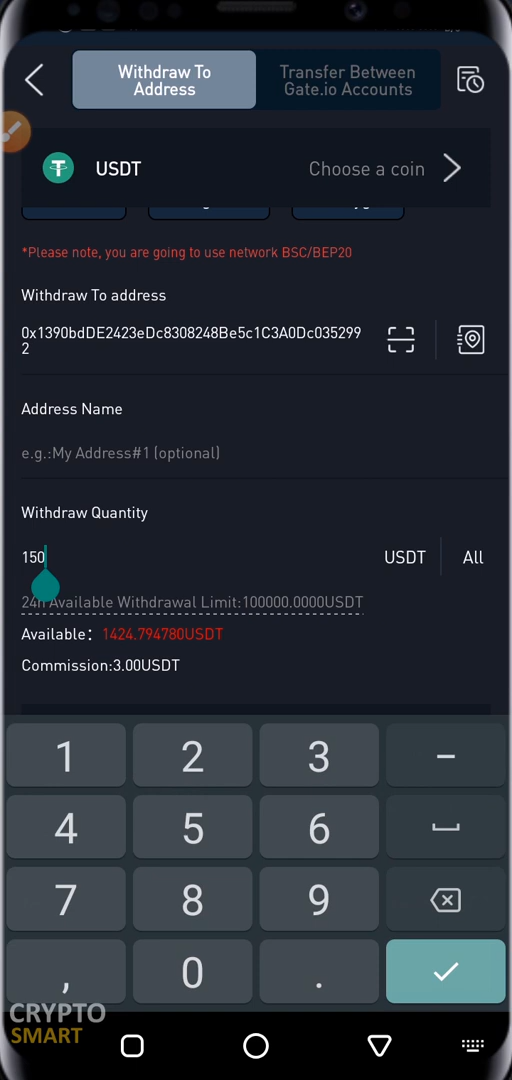 Withdraw To
Address
Transfer Between
Gate.io Accounts
USDT
Choose a coin
*Please note, you are going to use network BSC/BEP20
Withdraw To address
0x1390bdDE2423eDc8308248Be5c1C3A0Dc035299
2
Address Name
e.g.:My Address#1 (optional)
Withdraw Quantity
150
USDT
All
24h Available Withdrawal Limit:100000.0000USDT
Available: 1424.794780USDT
Commission:3.00USDT
1 2 3 -
4 5 6
7 8 9
, 0 .
CRYPTO
SMART